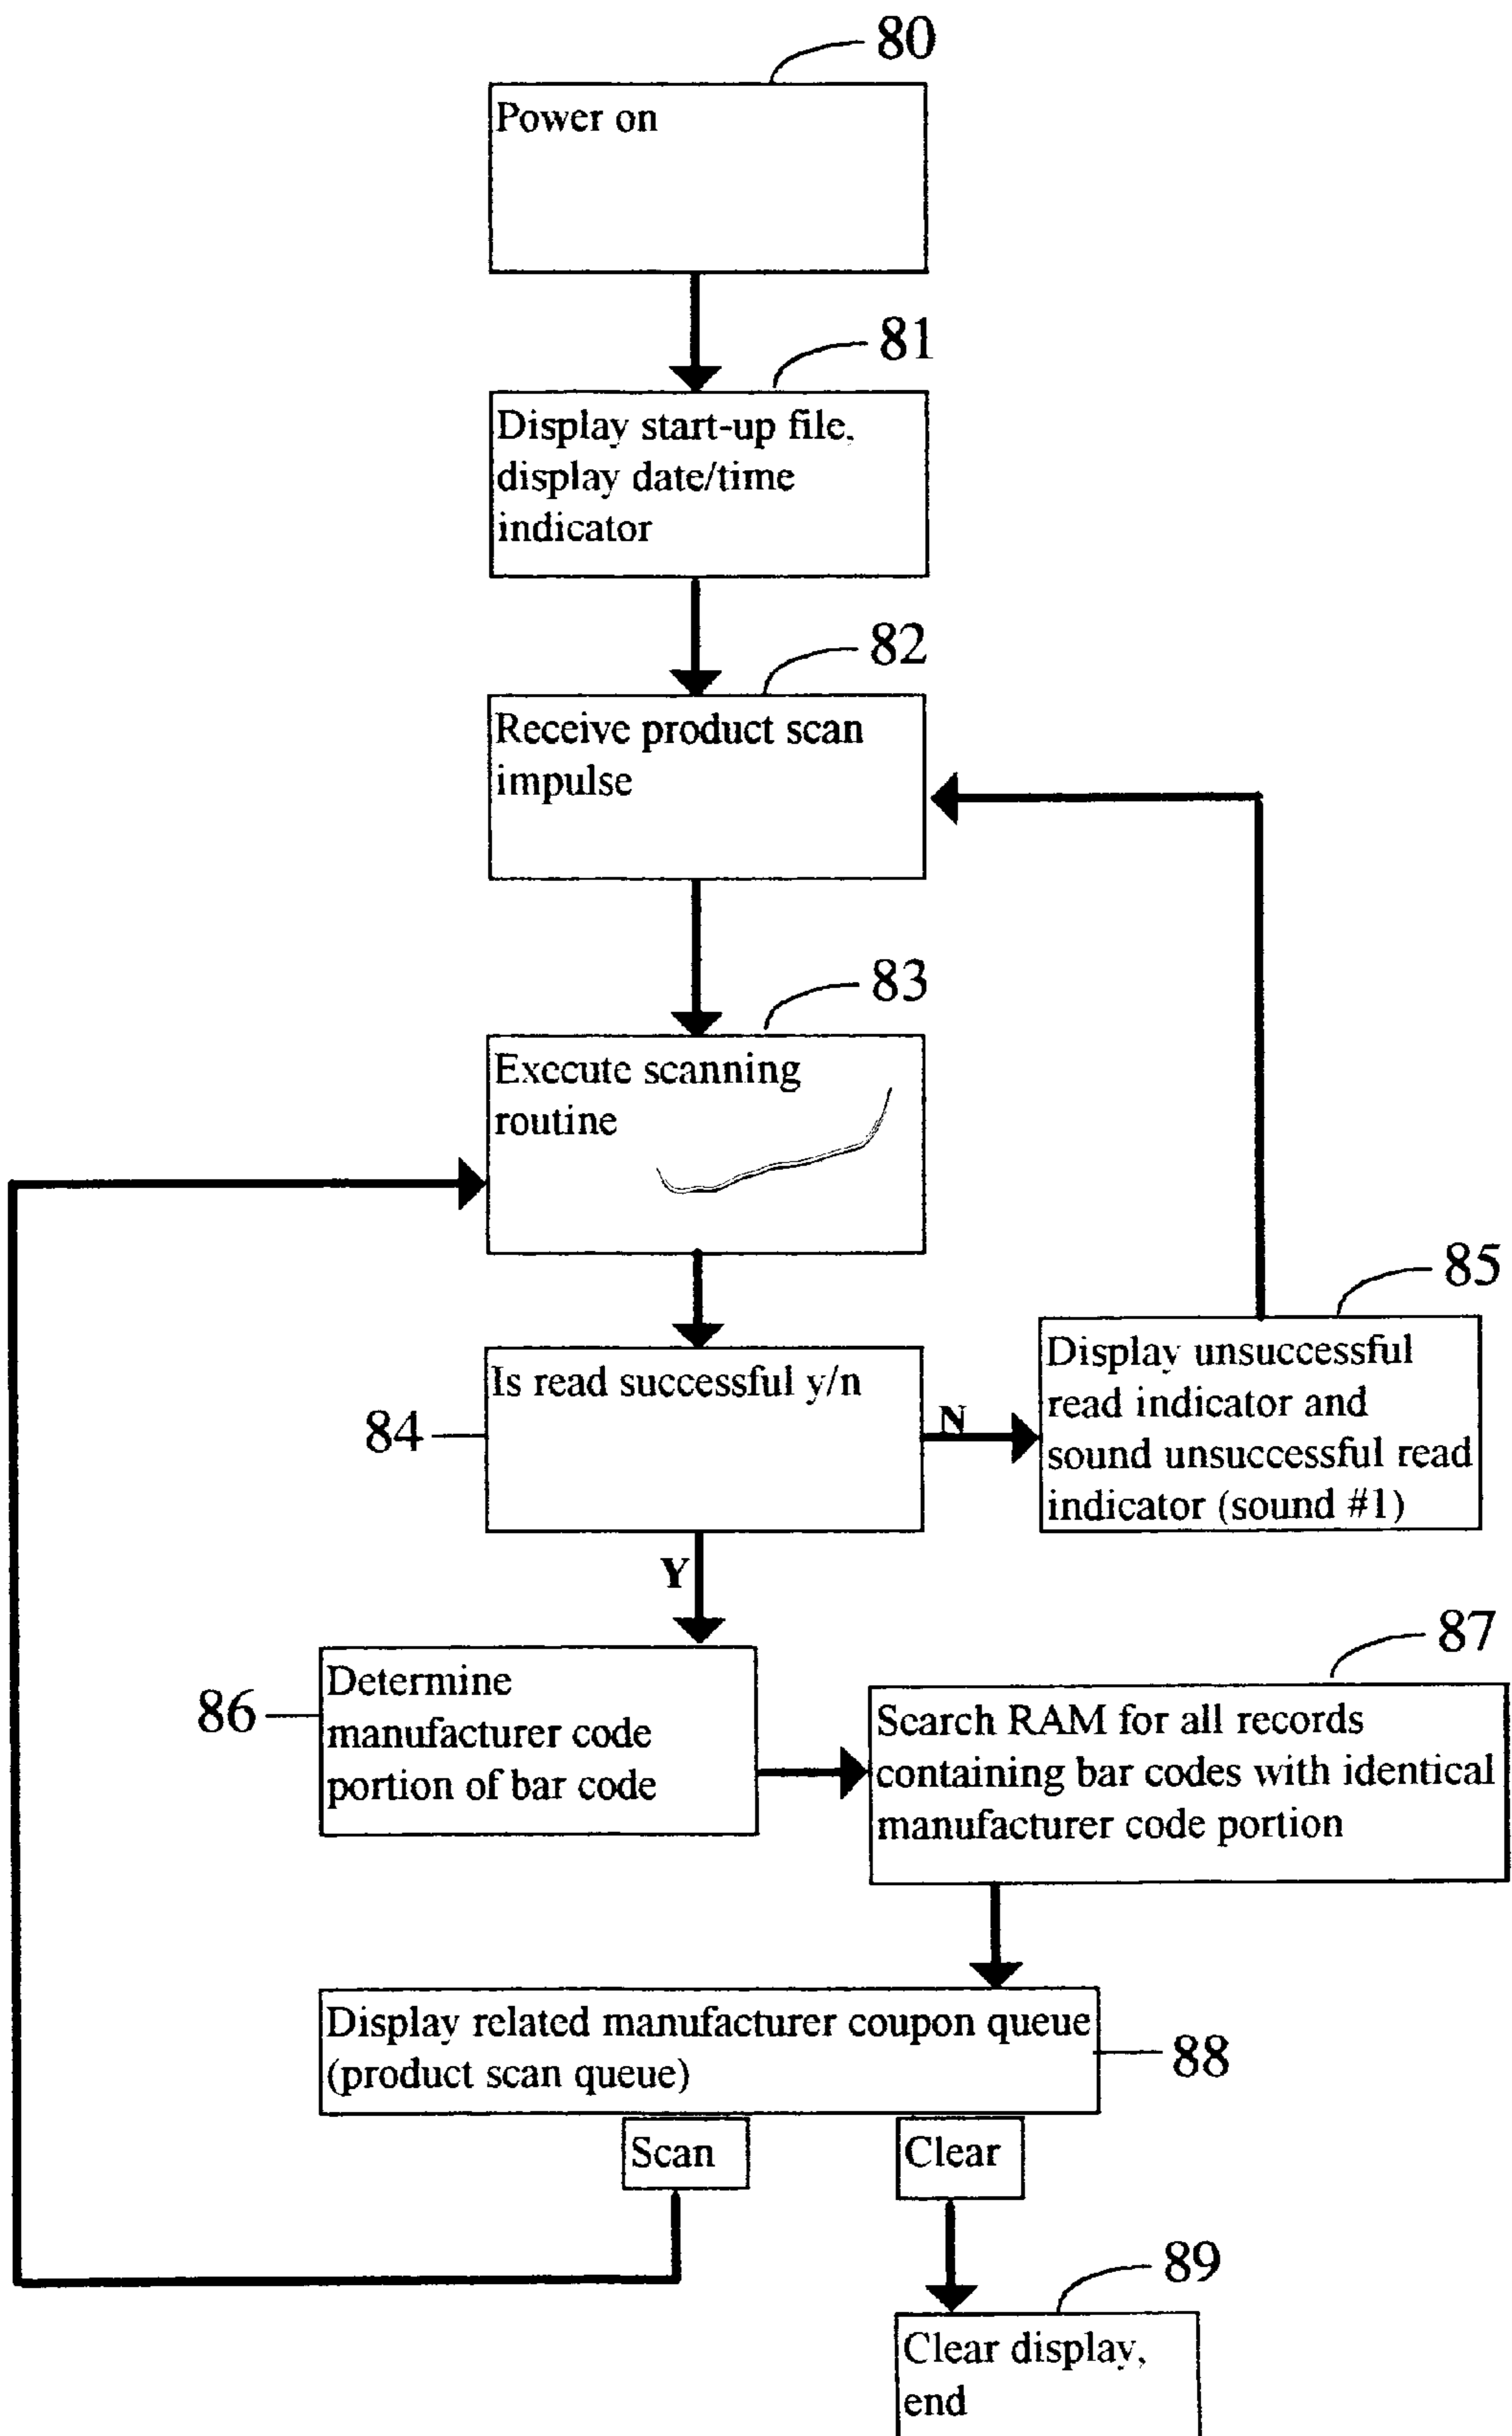 80
Power on
81
Display start-up file,
display date/time
indicator
82
Receive product scan
impulse
83
Execute scanning
routine
84
Is read successful y/n
N
85
Display unsuccessful
read indicator and
sound unsuccessful read
indicator (sound #1)
Y
86
Determine
manufacturer code
portion of bar code
87
Search RAM for all records
containing bar codes with identical
manufacturer code portion
Display related manufacturer coupon queue
(product scan queue)
88
Scan
Clear
89
Clear display,
end